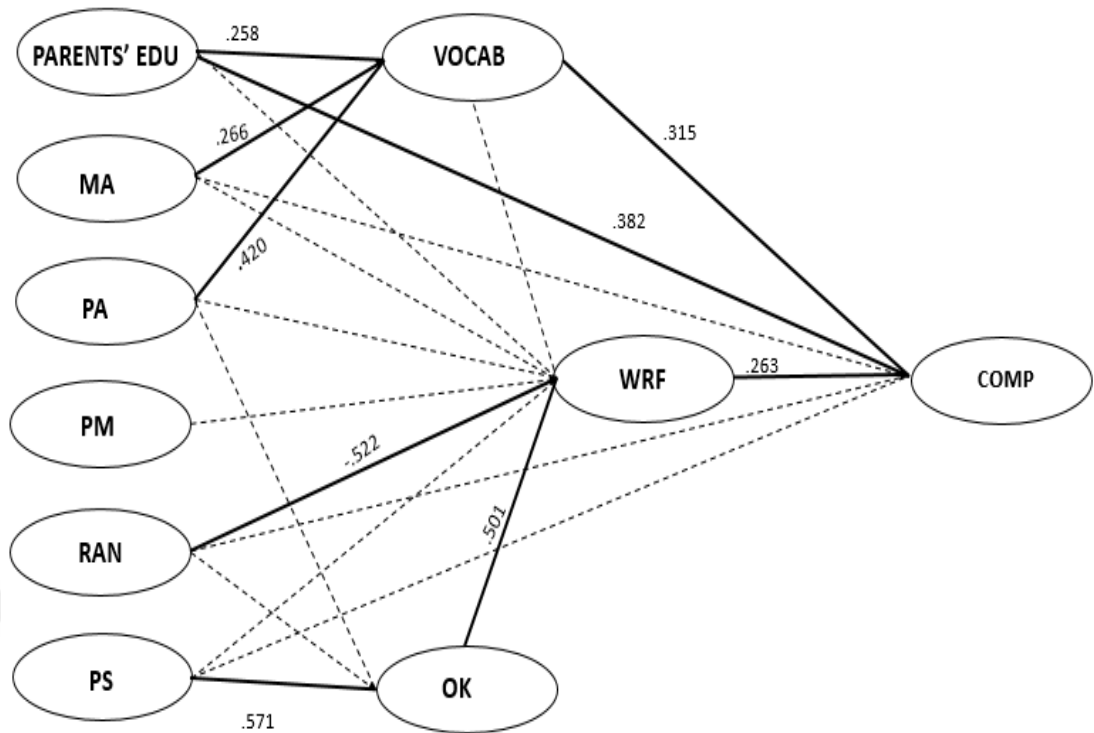 PARENTS' EDU
.258
VOCAB
MA
.266
.315
PA
.420
.382
PM
WRF
.263
COMP
RAN
-.522
PS
.571
OK
.501